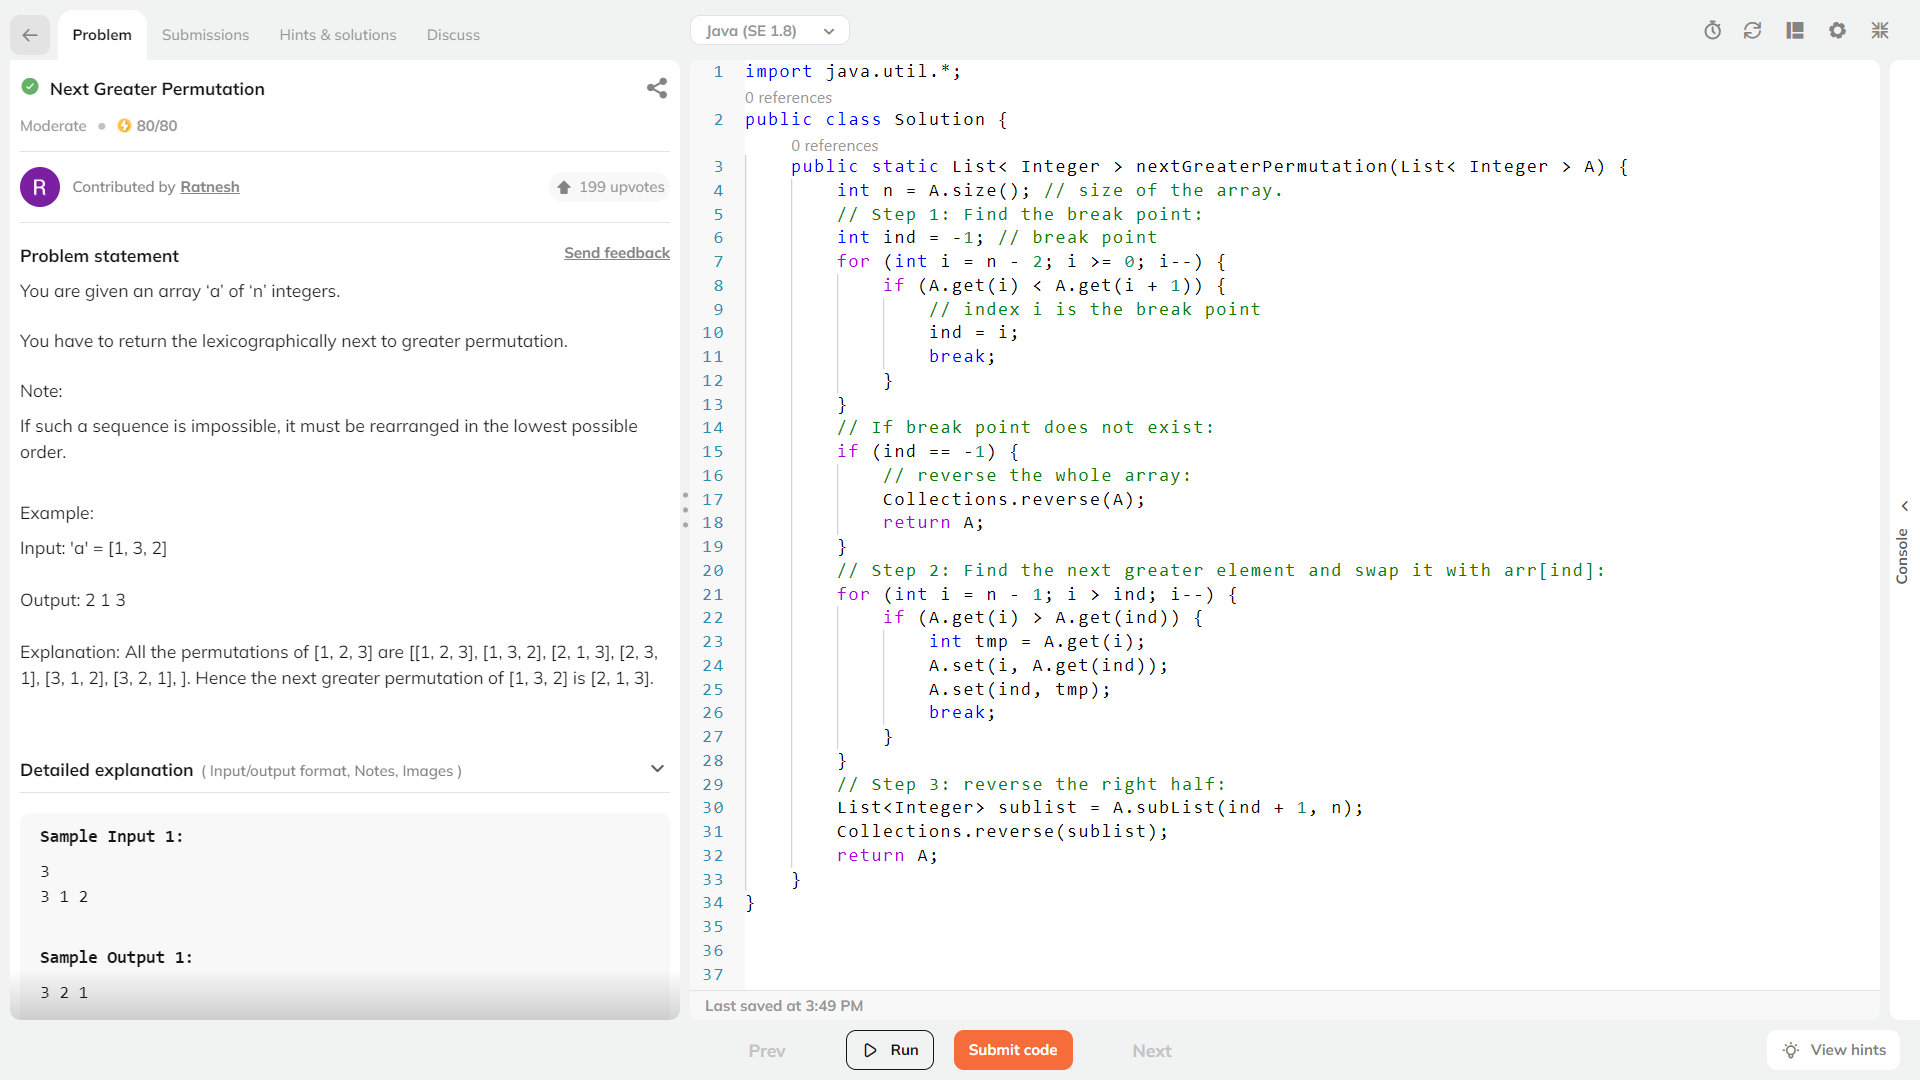 Problem
Submissions
Hints & solutions
Discuss
Java (SE 1.8)
Next Greater Permutation
Moderate
80/80
R
Contributed by Ratnesh
199 upvotes
Problem statement
Send feedback
You are given an array ‘a’ of ‘n’ integers.
You have to return the lexicographically next to greater permutation.
Note:
If such a sequence is impossible, it must be rearranged in the lowest possible
order.
Example:
Input: 'a' = [1, 3, 2]
Output: 2 1 3
Explanation: All the permutations of [1, 2, 3] are [[1, 2, 3], [1, 3, 2], [2, 1, 3], [2, 3,
1], [3, 1, 2], [3, 2, 1], ]. Hence the next greater permutation of [1, 3, 2] is [2, 1, 3].
Detailed explanation ( Input/output format, Notes, Images )
Sample Input 1:
3
3 1 2
Sample Output 1:
3 2 1
1 import java.util.*;
0 references
2 public class Solution {
0 references
3 public static List< Integer > nextGreaterPermutation(List< Integer > A) {
4 int n = A.size(); // size of the array.
5 // Step 1: Find the break point:
6 int ind = -1; // break point
7 for (int i = n - 2; i >= 0; i--) {
8 if (A.get(i) < A.get(i + 1)) {
9 // index i is the break point
10 ind = i;
11 break;
12 }
13 }
14 // If break point does not exist:
15 if (ind == -1) {
16 // reverse the whole array:
17 Collections.reverse(A);
18 return A;
19 }
20 // Step 2: Find the next greater element and swap it with arr[ind]:
21 for (int i = n - 1; i > ind; i--) {
22 if (A.get(i) > A.get(ind)) {
23 int tmp = A.get(i);
24 A.set(i, A.get(ind));
25 A.set(ind, tmp);
26 break;
27 }
28 }
29 // Step 3: reverse the right half:
30 List<Integer> sublist = A.subList(ind + 1, n);
31 Collections.reverse(sublist);
32 return A;
33 }
34 }
35
36
37
Last saved at 3:49 PM
Console
Prev
Run
Submit code
Next
View hints